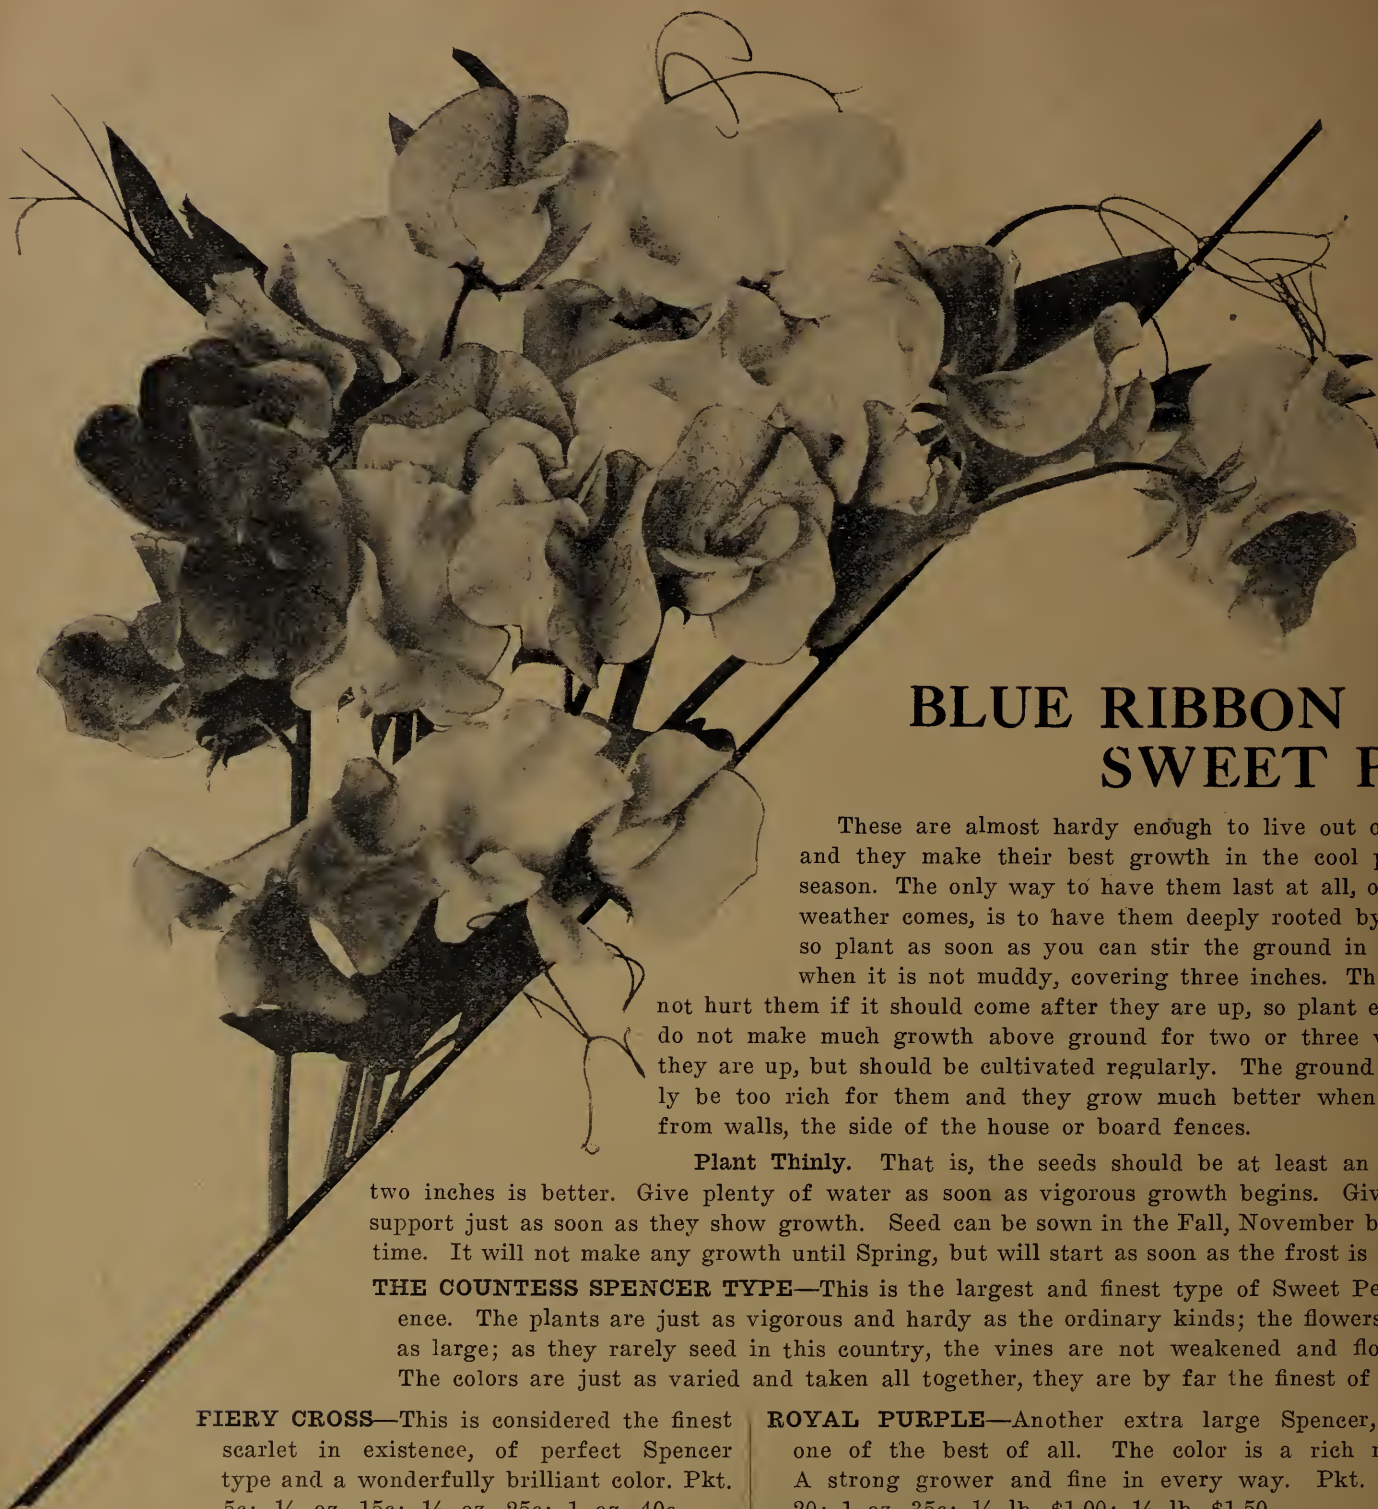 BLUE RIBBON
SWEET
These are almost hardy enough to live out
and they make their best growth in the cool
season. The only way to have them last at all,
weather comes, is to have them deeply rooted by
so plant as soon as you can stir the ground in
when it is not muddy, covering three inches.
not hurt them if it should come after they are up, so plant
do not make much growth above ground for two or three
they are up, but should be cultivated regularly. The ground
ly be too rich for them and they grow much better when
from walls, the side of the house or board fences.
Plant Thinly. That is, the seeds should be at least an
two inches is better. Give plenty of water as soon as vigorous growth begins.
support just as soon as they show growth. Seed can be sown in the Fall, November
time. It will not make any growth until Spring, but will start as soon as the frost is
THE COUNTESS SPENCER TYPE—This is the largest and finest type of Sweet
ence. The plants are just as vigorous and hardy as the ordinary kinds; the flowers
as large; as they rarely seed in this country, the vines are not weakened and
The colors are just as varied and taken all together, they are by far the finest of
FIERY CROSS—This is considered the finest
scarlet in existence, of perfect Spencer
type and a wonderfully brilliant color. Pkt.
ROYAL PURPLE—Another extra large Spencer,
one of the best of all. The color is a rich
A strong grower and fine in every way. Pkt.